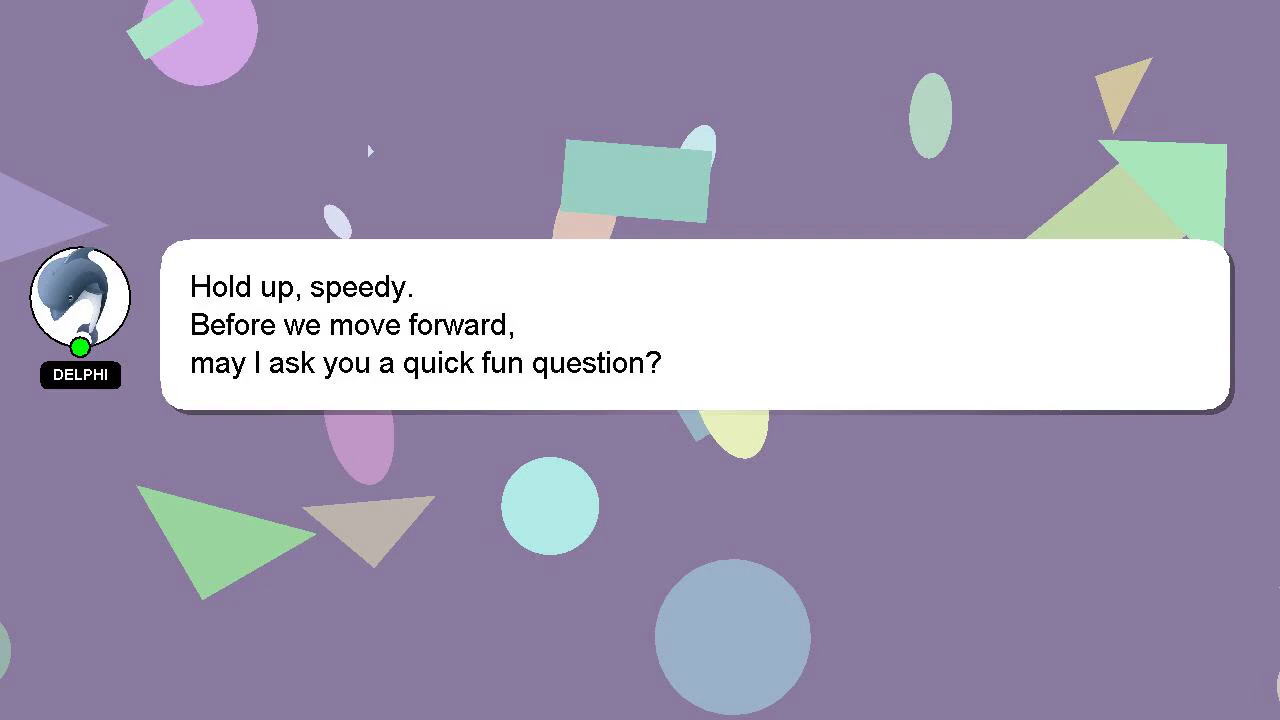 Hold up, speedy.
Before we move forward,
may I ask you a quick fun question?
DELPHI